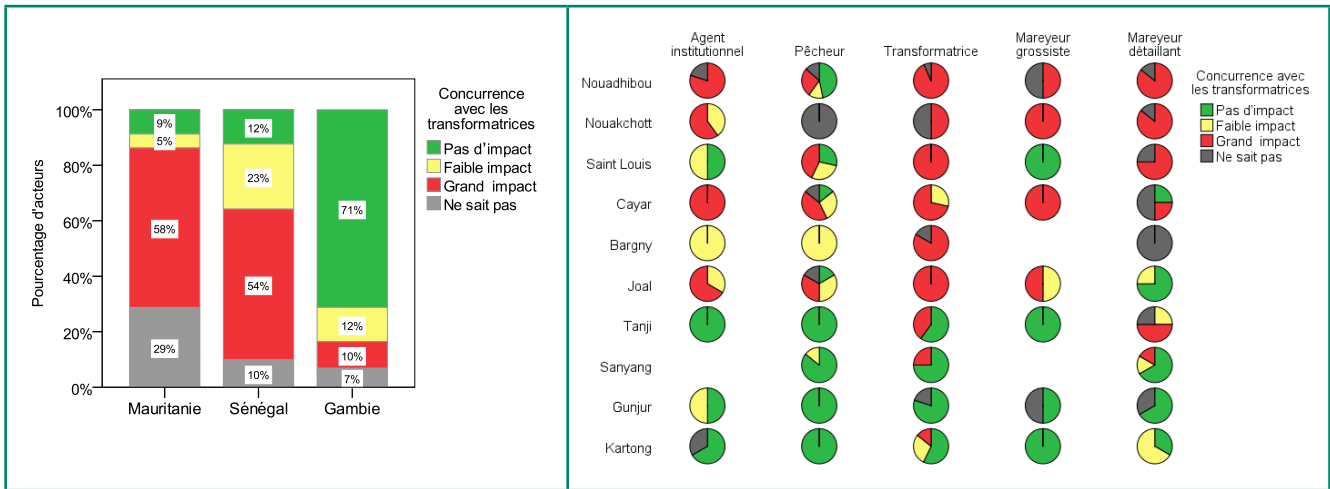 Concurrence
avec les
transformatrices
Pas d'impact
Faible impact
Grand impact
Ne sait pas
Pourcentage d'acteurs
100%
80%
60%
40%
20%
0%
9%
5%
58%
29%
12%
23%
54%
10%
71%
12%
10%
7%
Mauritanie Sénégal Gambie
Agent
institutionnel
Pêcheur
Transformatrice
Mareyeur
grossiste
Mareyeur
détaillant
Nouadhibou
Nouakchott
Saint Louis
Cayar
Bargny
Joal
Tanji
Sanyang
Gunjur
Kartong
Concurrence avec
les transformatrices
Pas d'impact
Faible impact
Grand impact
Ne sait pas